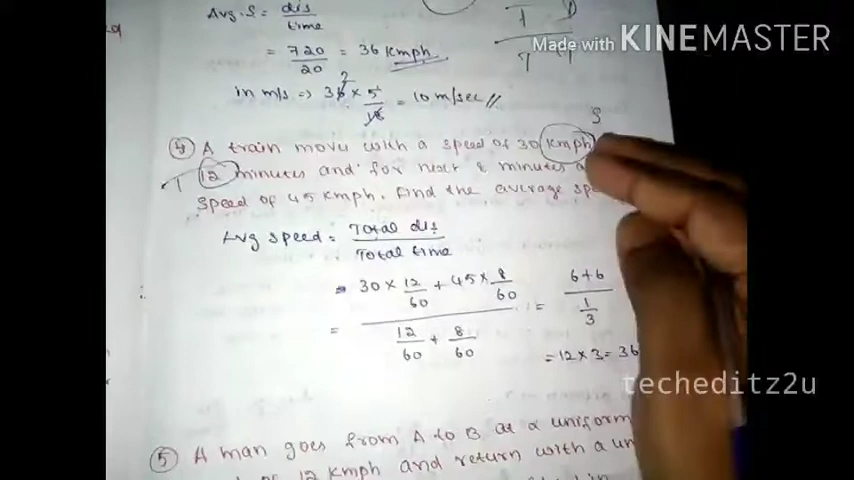 Avg. S = dis
time
= 720 = 36 Kmph
20
in m/s => 36 x 5 = 10 m/sec //
18
2
T D
Made with KINEMASTER
S
4 A train move with a speed of 30 Kmph
12 minutes and for next 8 minutes a
speed of 45 Kmph. Find the average sp
Avg speed = Total dis
Total time
= 30 x 12 + 45 x 8
60 60
= 12 + 8
60 60
= 6+6
1
3
= 12 x 3 = 36
techeditz2u
5 A man goes from A to B at a uniform
12 Kmph and return with a un